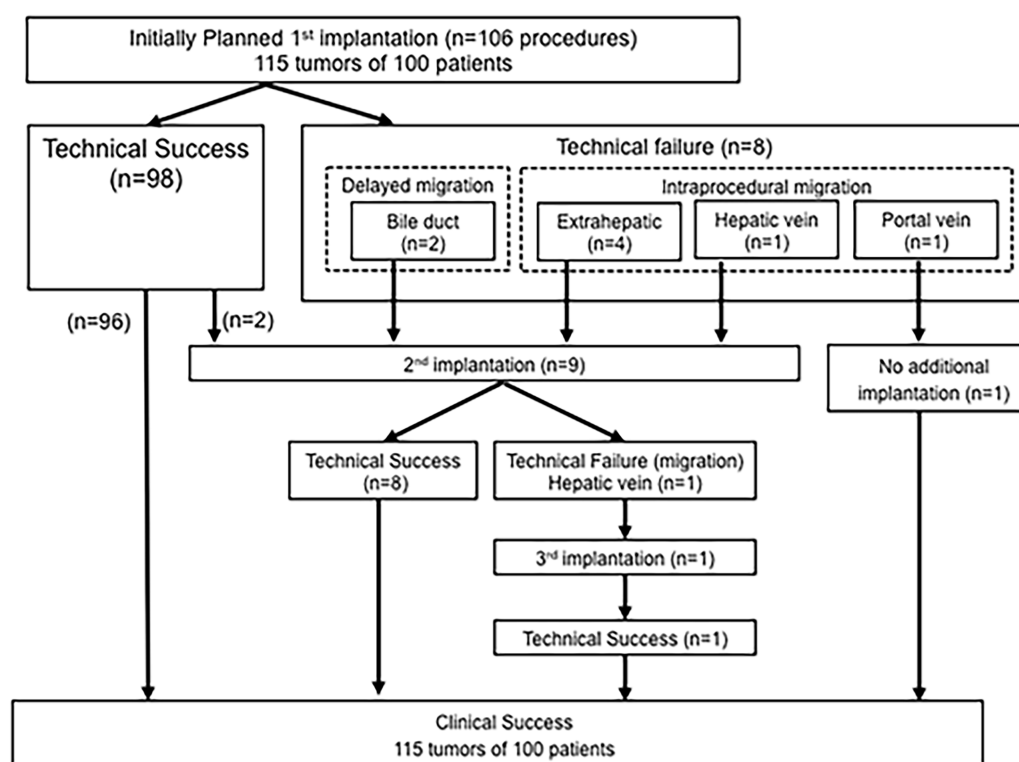 Initially Planned 1st implantation (n=106 procedures)
115 tumors of 100 patients
Technical Success
(n=98)
Technical failure (n=8)
Delayed migration
Bile duct
(n=2)
Intraprocedural migration
Extrahepatic
(n=4)
Hepatic vein
(n=1)
Portal vein
(n=1)
(n=96)
(n=2)
2nd implantation (n=9)
No additional
implantation (n=1)
Technical Success
(n=8)
Technical Failure (migration)
Hepatic vein (n=1)
3rd implantation (n=1)
Technical Success (n=1)
Clinical Success
115 tumors of 100 patients